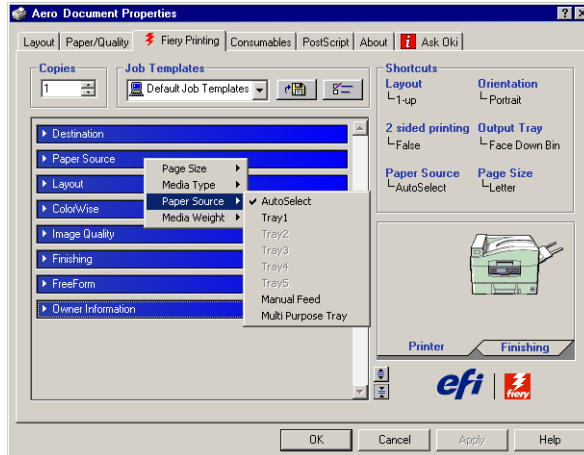 Aero Document Properties
Layout Paper/Quality Fiery Printing Consumables PostScript About i Ask Oki
Copies
1
Job Templates
Default Job Templates
Destination
Paper Source
Layout
ColorWise
Image Quality
Finishing
FreeForm
Owner Information
Page Size
Media Type
Paper Source
Media Weight
AutoSelect
Tray1
Tray2
Tray3
Tray4
Tray5
Manual Feed
Multi Purpose Tray
Shortcuts
Layout Orientation
1-up Portrait
2 sided printing Output Tray
False Face Down Bin
Paper Source Page Size
AutoSelect Letter
Printer Finishing
efi fiery
OK Cancel Apply Help